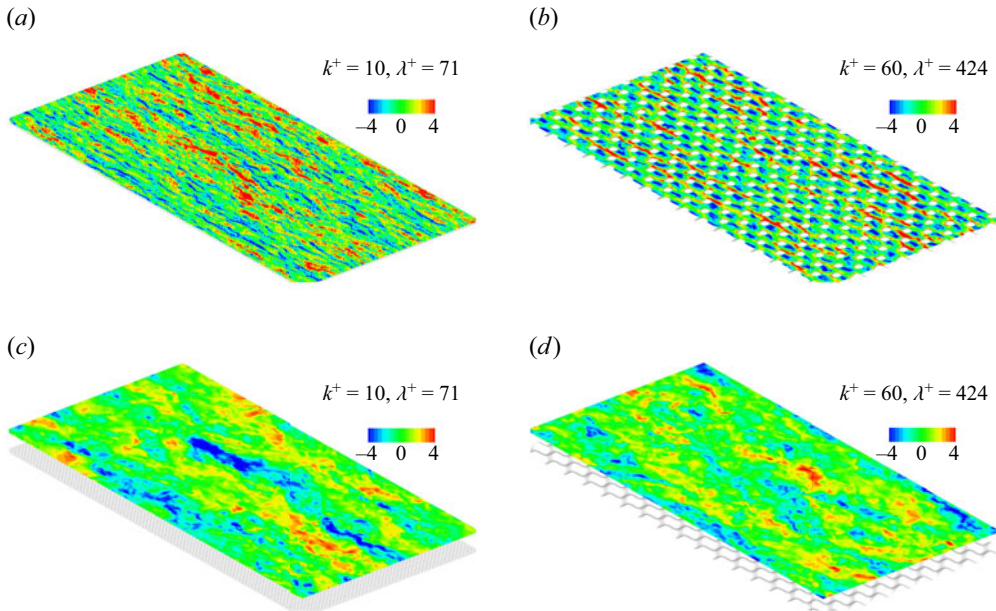 (a)
k+ = 10, λ+ = 71
–4 0 4
(b)
k+ = 60, λ+ = 424
–4 0 4
(c)
k+ = 10, λ+ = 71
–4 0 4
(d)
k+ = 60, λ+ = 424
–4 0 4